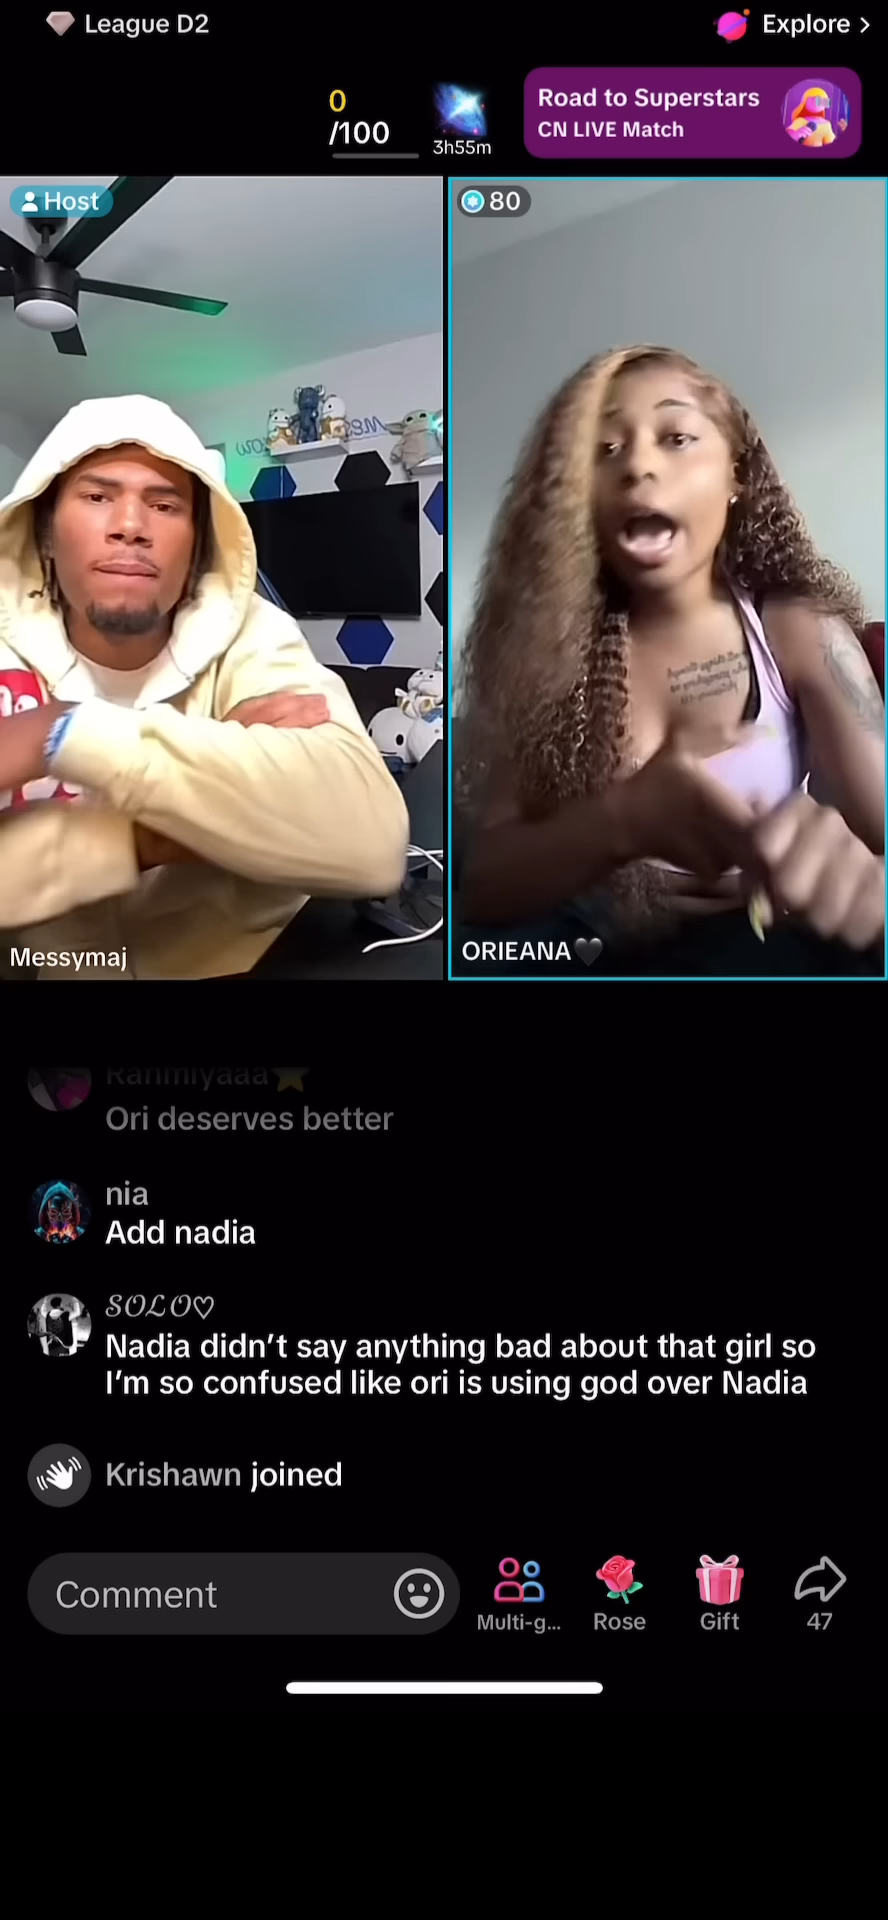 League D2
Explore >
0
/100
3h55m
Road to Superstars
CN LIVE Match
Host
80
Messymaj
ORIEANA🖤
Ranmiyaaa⭐
Ori deserves better
nia
Add nadia
𝒮𝒪ℒ𝒪♡
Nadia didn’t say anything bad about that girl so
I’m so confused like ori is using god over Nadia
Krishawn joined
Comment
Multi-g...
Rose
Gift
47